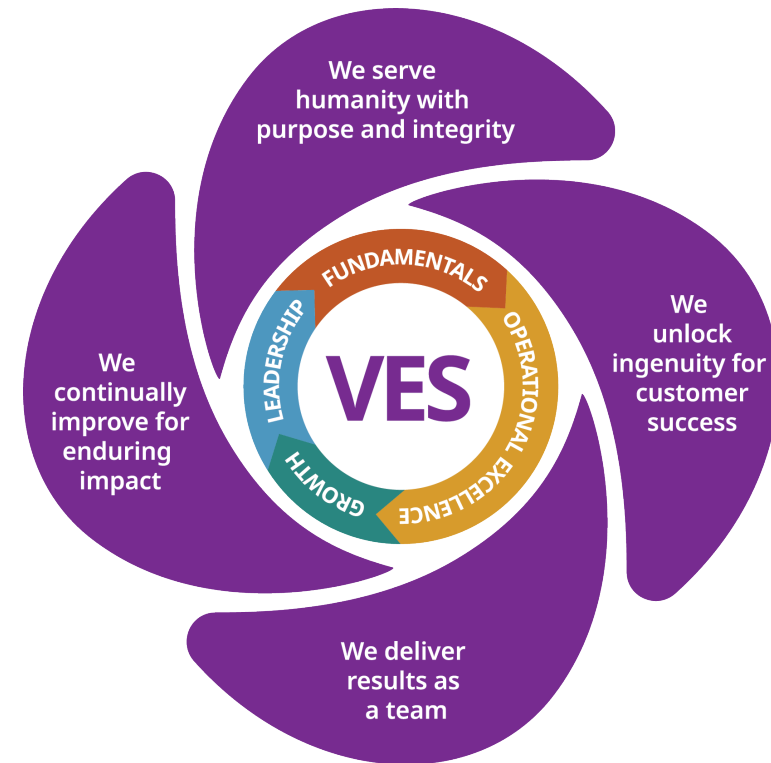 We serve
humanity with
purpose and integrity
We
unlock
ingenuity for
customer
success
We deliver
results as
a team
We
continually
improve for
enduring
impact
FUNDAMENTALS
OPERATIONAL EXCELLENCE
GROWTH
LEADERSHIP
VES